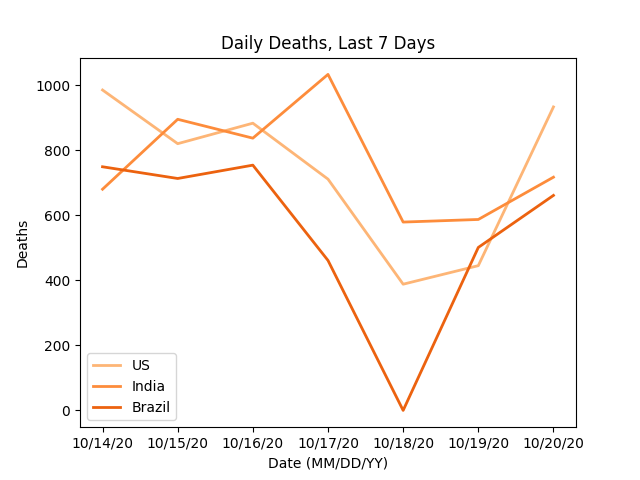 Daily Deaths, Last 7 Days
1000
800
600
400
200
0
Deaths
US
India
Brazil
10/14/20 10/15/20 10/16/20 10/17/20 10/18/20 10/19/20 10/20/20
Date (MM/DD/YY)